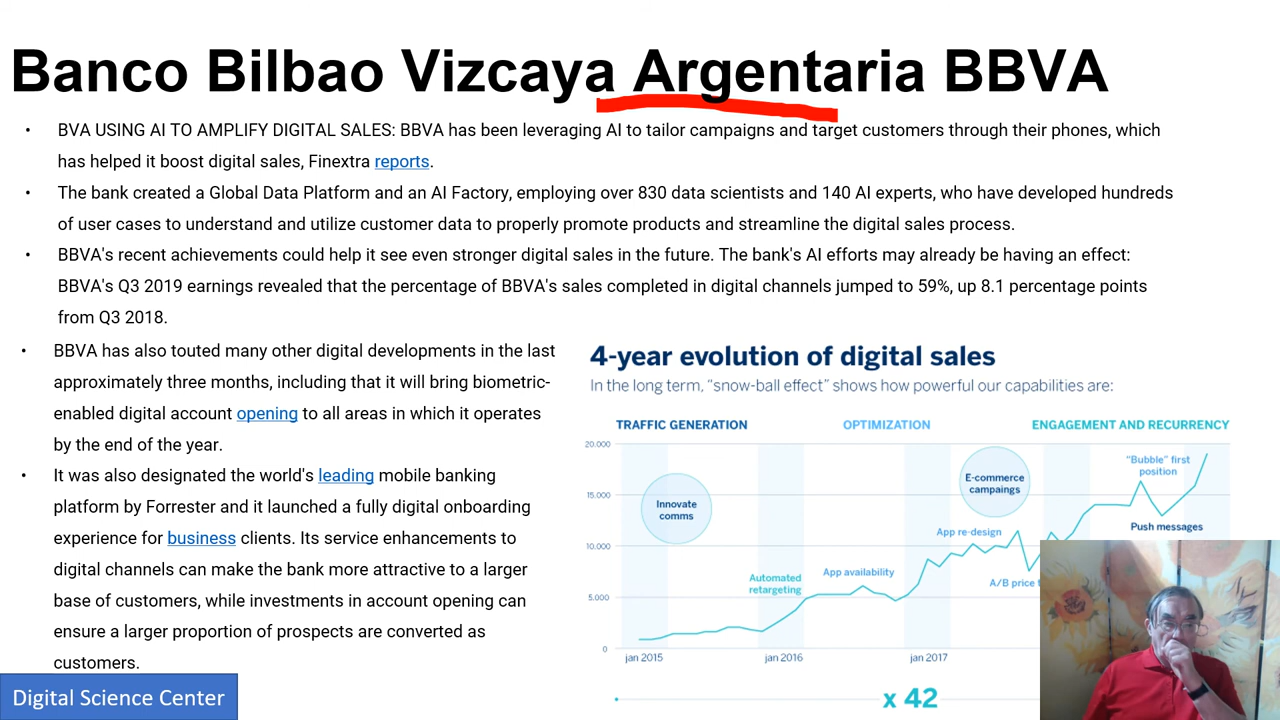 Banco Bilbao Vizcaya Argentaria BBVA
• BVA USING AI TO AMPLIFY DIGITAL SALES: BBVA has been leveraging AI to tailor campaigns and target customers through their phones, which
has helped it boost digital sales, Finextra reports.
• The bank created a Global Data Platform and an AI Factory, employing over 830 data scientists and 140 AI experts, who have developed hundreds
of user cases to understand and utilize customer data to properly promote products and streamline the digital sales process.
• BBVA's recent achievements could help it see even stronger digital sales in the future. The bank's AI efforts may already be having an effect:
BBVA's Q3 2019 earnings revealed that the percentage of BBVA's sales completed in digital channels jumped to 59%, up 8.1 percentage points
from Q3 2018.
• BBVA has also touted many other digital developments in the last
approximately three months, including that it will bring biometric-
enabled digital account opening to all areas in which it operates
by the end of the year.
• It was also designated the world's leading mobile banking
platform by Forrester and it launched a fully digital onboarding
experience for business clients. Its service enhancements to
digital channels can make the bank more attractive to a larger
base of customers, while investments in account opening can
ensure a larger proportion of prospects are converted as
customers.
4-year evolution of digital sales
In the long term, "snow-ball effect" shows how powerful our capabilities are:
TRAFFIC GENERATION OPTIMIZATION ENGAGEMENT AND RECURRENCY
20.000
"Bubble" first
position
E-commerce
campaings
15.000
Innovate
comms
Push messages
App re-design
10.000
App availability
Automated
retargeting
A/B price
5.000
0
jan 2015 jan 2016 jan 2017
x 42
Digital Science Center